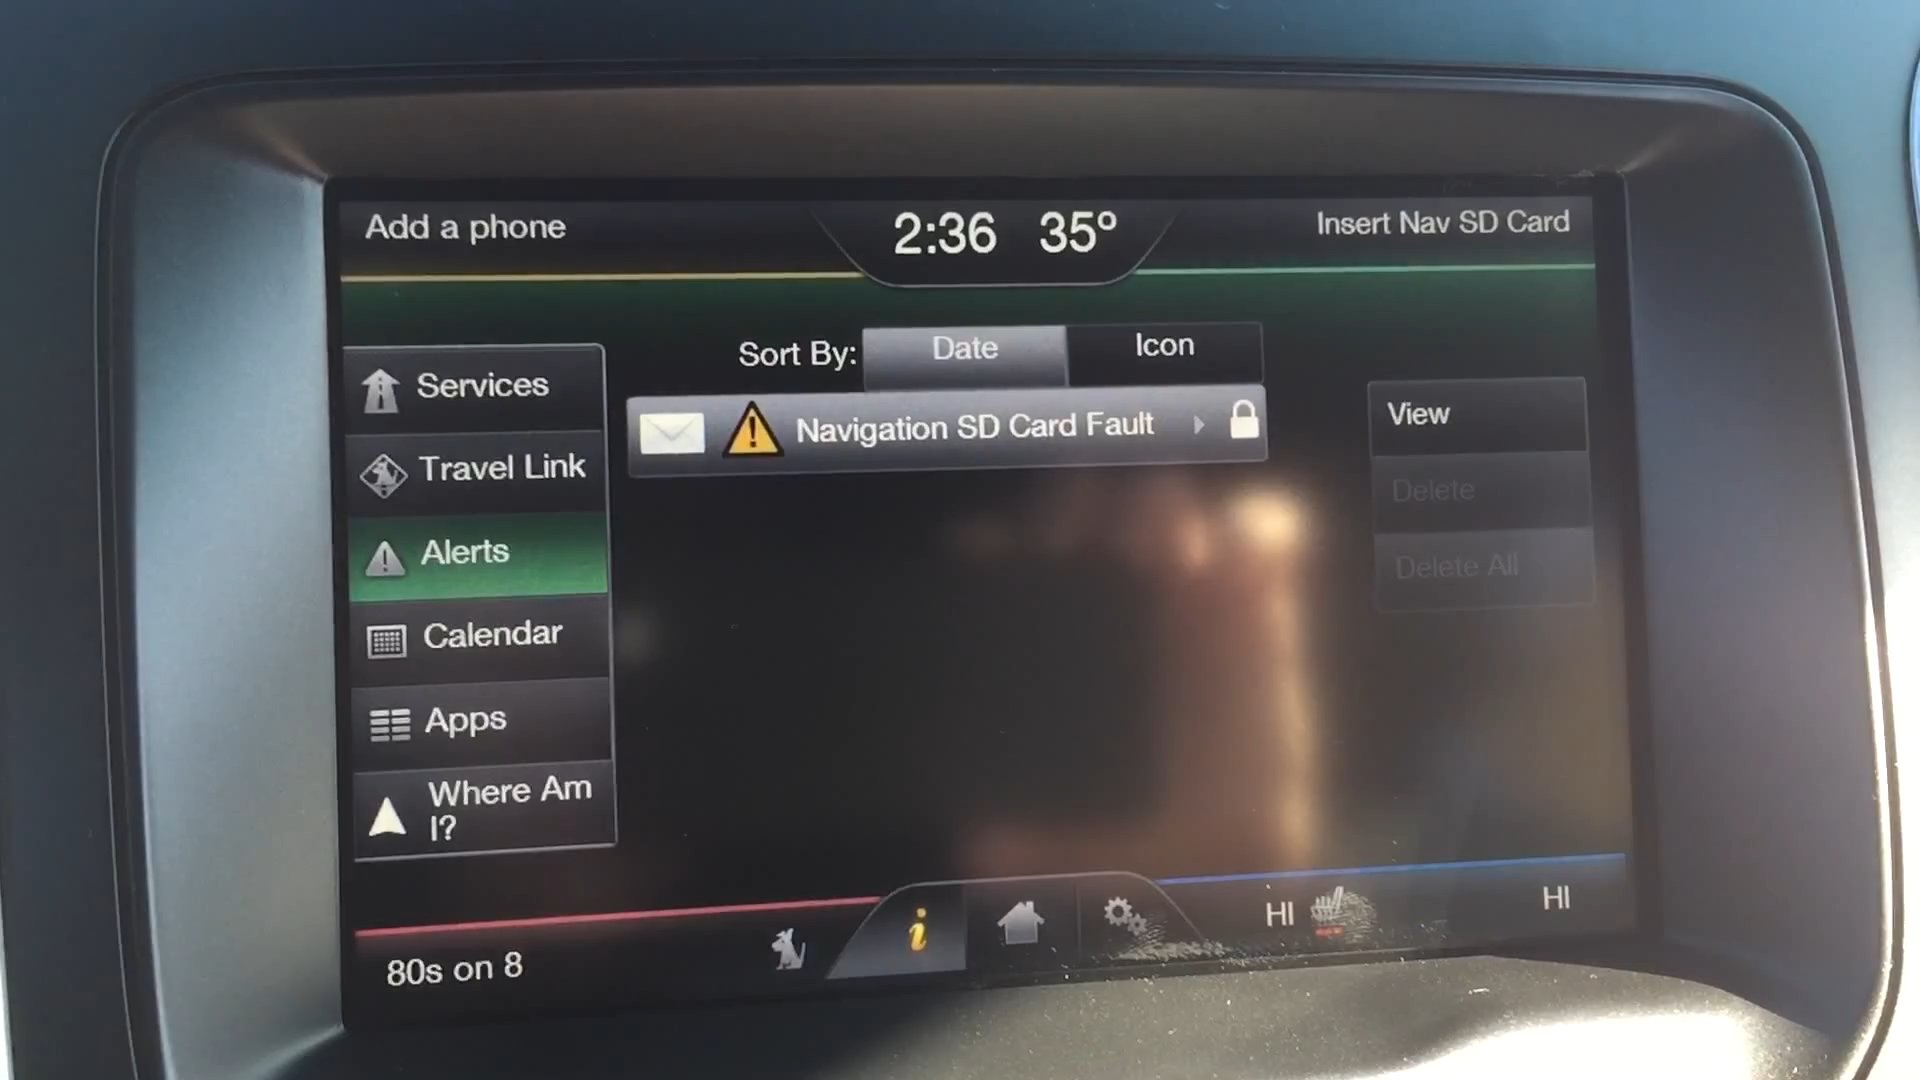 Add a phone
2:36 35°
Insert Nav SD Card
Sort By: Date Icon
Services
Travel Link
Alerts
Calendar
Apps
Where Am
I?
Navigation SD Card Fault
View
Delete
Delete All
80s on 8
i
HI
HI